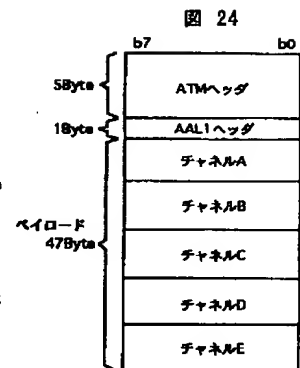 図 24
b7 b0
5Byte
ATMヘッダ
1Byte
AAL1ヘッダ
チャネルA
チャネルB
ペイロード
47Byte
チャネルC
チャネルD
チャネルE